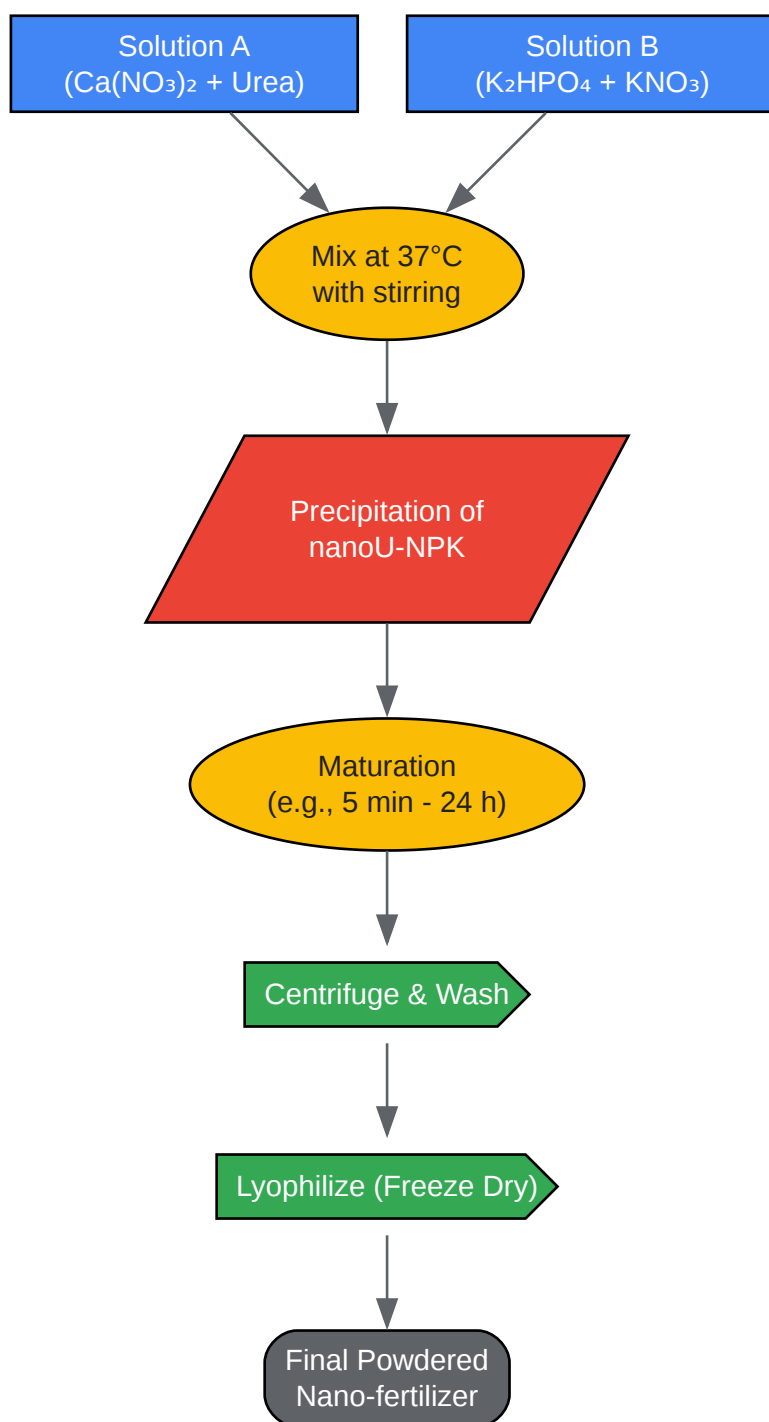 Solution A
(Ca(NO₃)₂ + Urea)
Solution B
(K₂HPO₄ + KNO₃)
Mix at 37°C
with stirring
Precipitation of
nanoU-NPK
Maturation
(e.g., 5 min - 24 h)
Centrifuge & Wash
Lyophilize (Freeze Dry)
Final Powdered
Nano-fertilizer